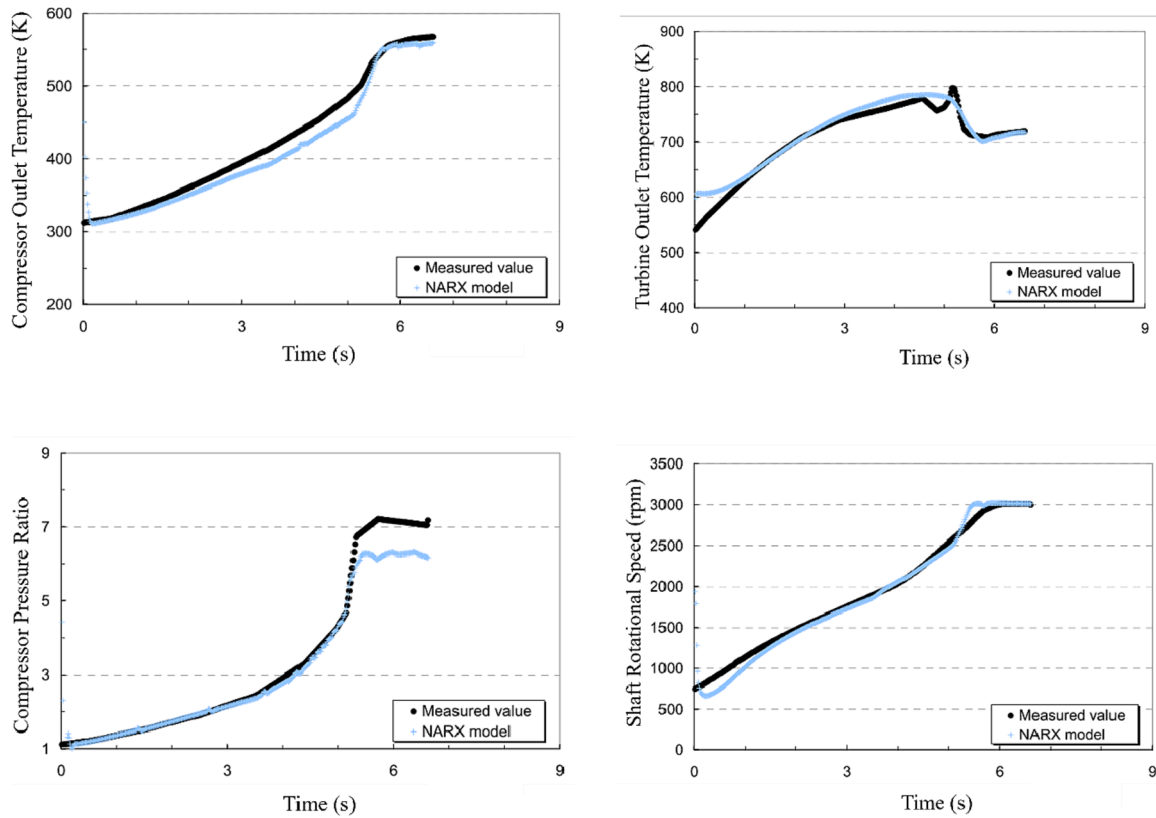 Compressor Outlet Temperature (K)
600
500
400
300
200
Measured value
NARX model
0
3
6
9
Time (s)
Turbine Outlet Temperature (K)
900
800
700
600
500
400
Measured value
NARX model
0
3
6
9
Time (s)
Compressor Pressure Ratio
9
7
5
3
1
Measured value
NARX model
0
3
6
9
Time (s)
Shaft Rotational Speed (rpm)
3500
3000
2500
2000
1500
1000
500
0
Measured value
NARX model
0
3
6
9
Time (s)